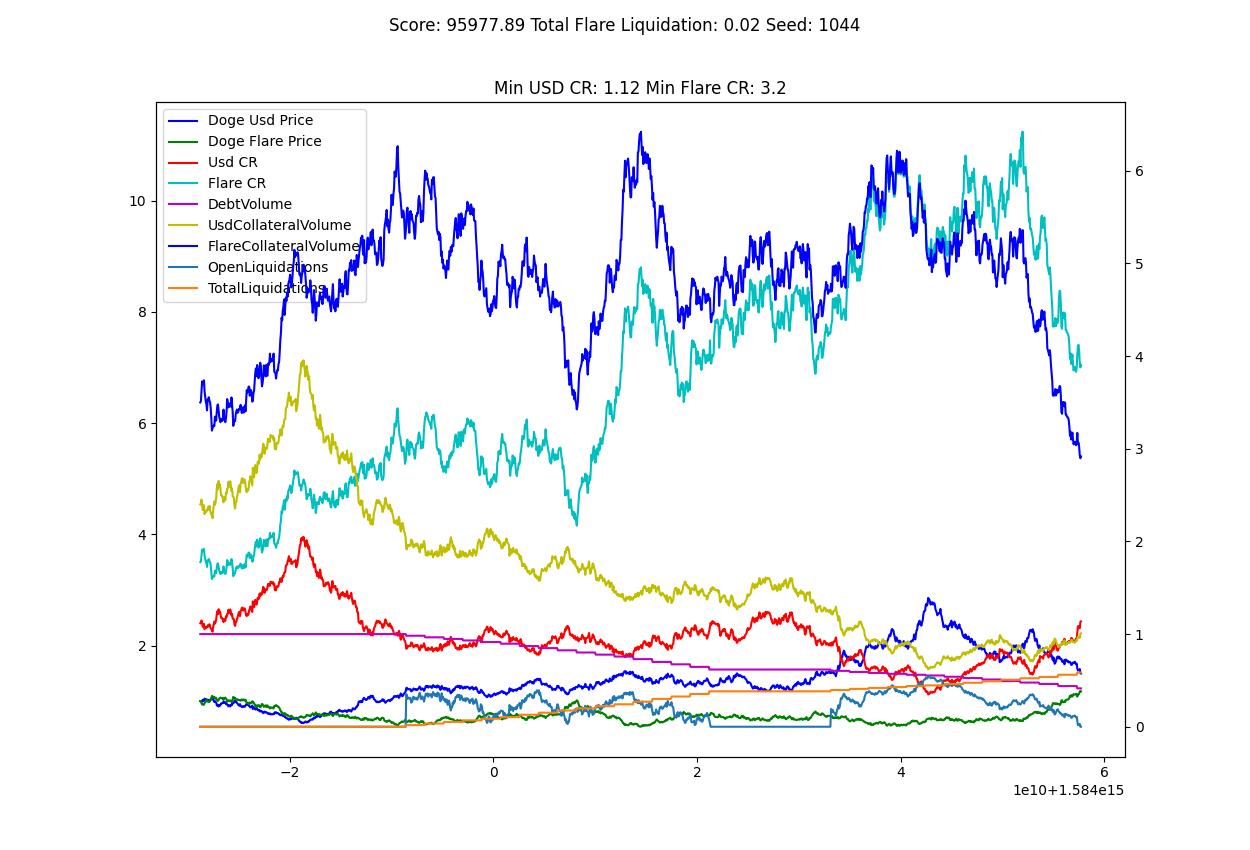 Score: 95977.89 Total Flare Liquidation: 0.02 Seed: 1044
Min USD CR: 1.12 Min Flare CR: 3.2
Doge Usd Price
Doge Flare Price
Usd CR
Flare CR
DebtVolume
UsdCollateralVolume
FlareCollateralVolume
OpenLiquidations
TotalLiquidations
10
8
6
4
2
6
5
4
3
2
1
0
−2
0
2
4
6
1e10+1.584e15